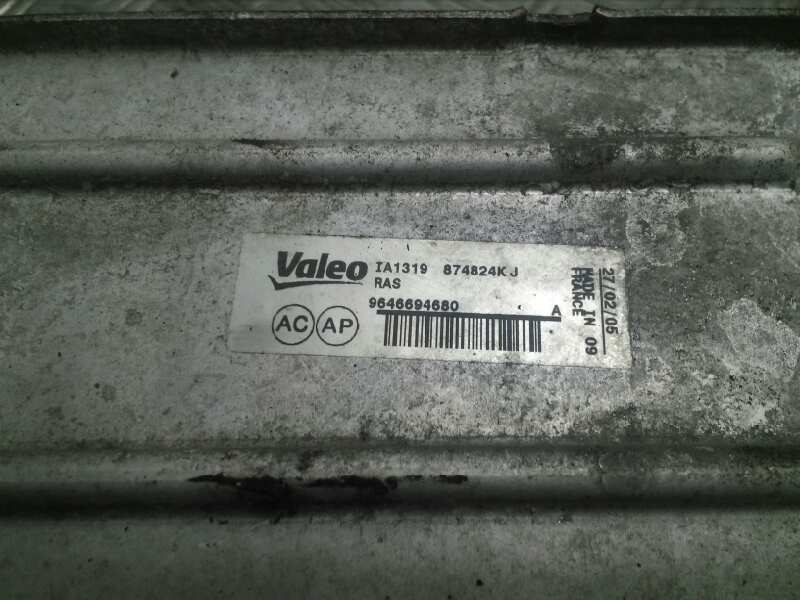 Valeo IA1319 874824K J
RAS
9646694680 A
AC AP
27/02/05
MADE IN 09
FRANCE